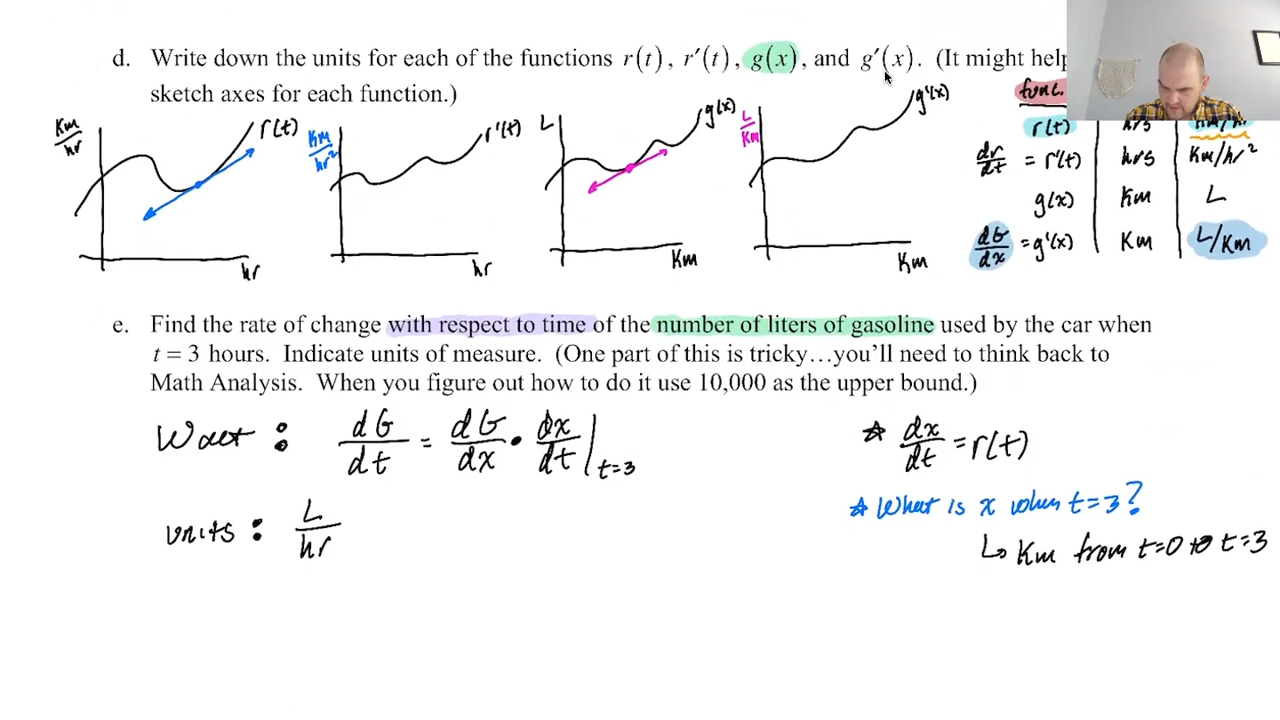 d. Write down the units for each of the functions r(t), r′(t), g(x), and g′(x). (It might help
sketch axes for each function.)
Km/hr
r(t)
hr
Km/hr²
r'(t)
hr
L
g(x)
Km
L/Km
g'(x)
Km
func.
r(t) hrs Km/hr
dr/dt = r'(t) hrs Km/hr²
g(x) Km L
dG/dx = g'(x) Km L/Km
e. Find the rate of change with respect to time of the number of liters of gasoline used by the car when
t = 3 hours. Indicate units of measure. (One part of this is tricky…you’ll need to think back to
Math Analysis. When you figure out how to do it use 10,000 as the upper bound.)
Want : dG/dt = dG/dx • dx/dt | t=3
units : L/hr
☆ dx/dt = r(t)
☆ What is x when t=3?
↳ Km from t=0 to t=3